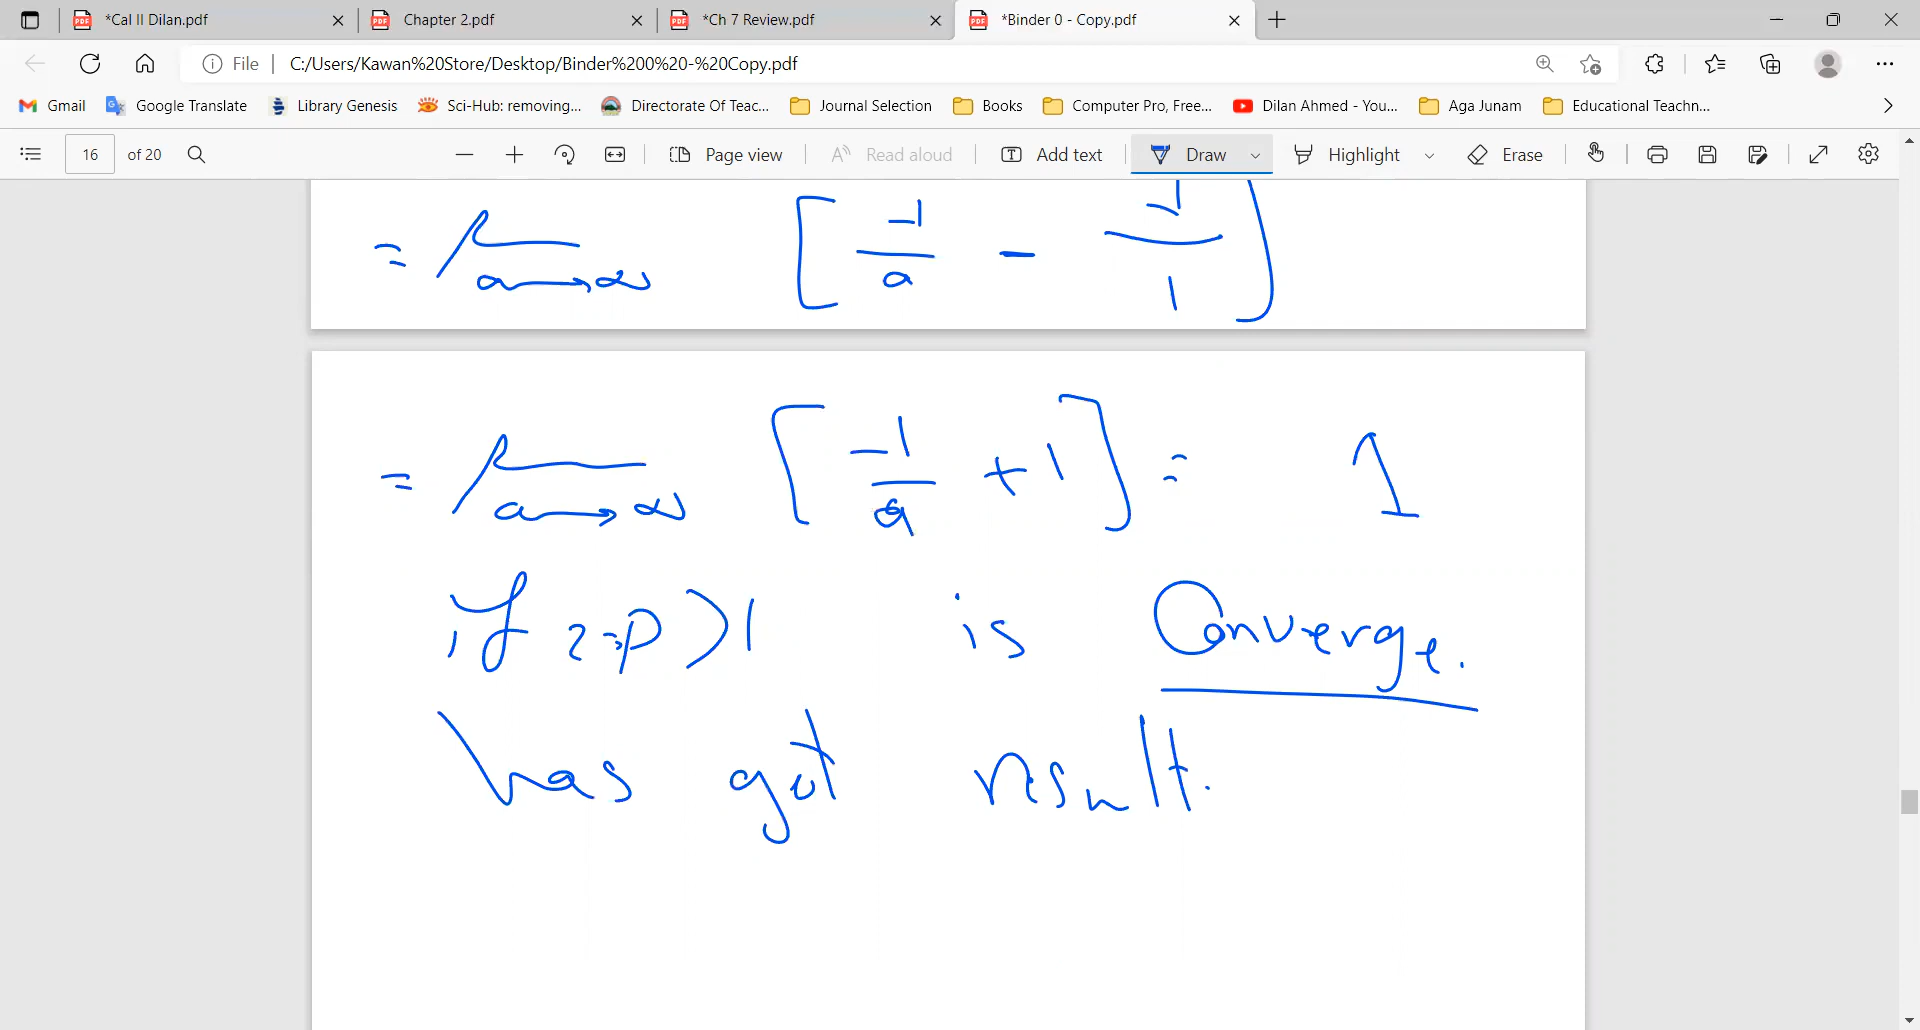 *Cal II Dilan.pdf
Chapter 2.pdf
*Ch 7 Review.pdf
*Binder 0 - Copy.pdf
File
C:/Users/Kawan%20Store/Desktop/Binder%200%20-%20Copy.pdf
Gmail
Google Translate
Library Genesis
Sci-Hub: removing...
Directorate Of Teac...
Journal Selection
Books
Computer Pro, Free...
Dilan Ahmed - You...
Aga Junam
Educational Teachn...
16 of 20
Page view
Read aloud
Add text
Draw
Highlight
Erase
= a → ∞ [ -1/a - -1/1 ]
= a → ∞ [ -1/a + 1 ] = 1
if 2=p>1 is Converge.
has got result.